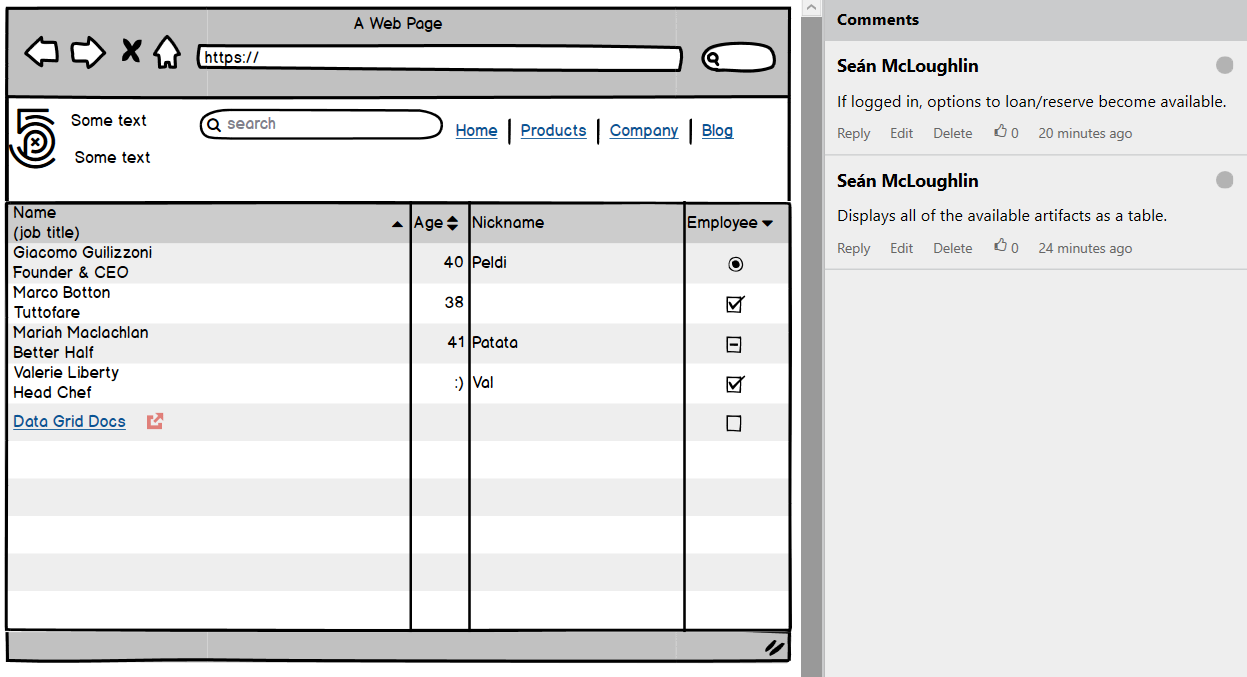 A Web Page
https://
Some text
Some text
search
Home
Products
Company
Blog
Name
(job title)
Age
Nickname
Employee
Giacomo Guilizzoni
Founder & CEO
40
Peldi
Marco Botton
Tuttofare
38
Mariah Maclachlan
Better Half
41
Patata
Valerie Liberty
Head Chef
:)
Val
Data Grid Docs
Comments
Seán McLoughlin
If logged in, options to loan/reserve become available.
Reply Edit Delete 0 20 minutes ago
Seán McLoughlin
Displays all of the available artifacts as a table.
Reply Edit Delete 0 24 minutes ago